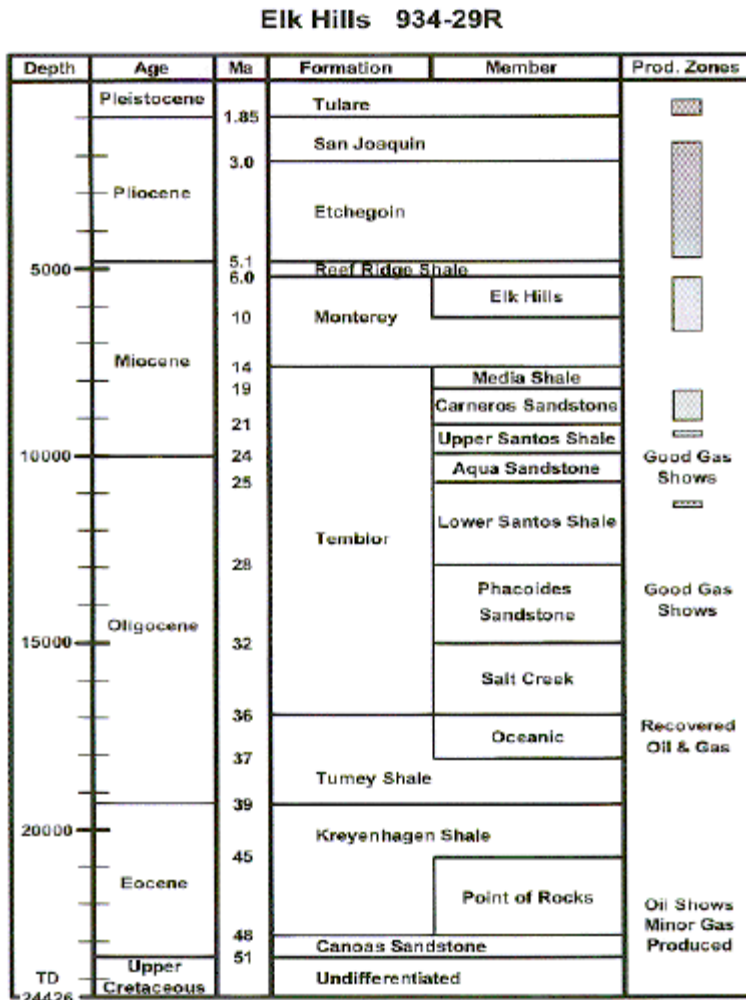 Elk Hills 934-29R
Depth Age Ma Formation Member Prod. Zones
Pleistocene Tulare
1.85
San Joaquin
3.0
Pliocene Etchegoin
5.1
5000 Reef Ridge Shale
6.0
Elk Hills
10 Monterey
Miocene
14
Media Shale
19
Carneros Sandstone
21
Upper Santos Shale
10000 24 Good Gas
Aqua Sandstone Shows
25
Temblor Lower Santos Shale
28
Phacoides Good Gas
Sandstone Shows
Oligocene
15000 32
Salt Creek
36
Oceanic Recovered
Oil & Gas
37
Tumey Shale
39
20000 Kreyenhagen Shale
45
Eocene
Point of Rocks Oil Shows
Minor Gas
48 Produced
Canoas Sandstone
51
TD Upper Undifferentiated
24426 Cretaceous